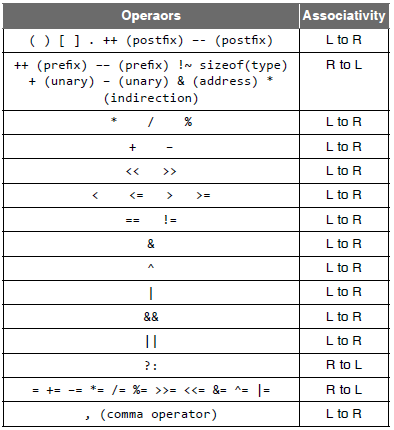 Operaors Associativity
( ) [ ] . ++ (postfix) -- (postfix) L to R
++ (prefix) -- (prefix) !~ sizeof(type) R to L
+ (unary) – (unary) & (address) *
(indirection)
* / % L to R
+ – L to R
<< >> L to R
< <= > >= L to R
== != L to R
& L to R
^ L to R
| L to R
&& L to R
|| L to R
?: R to L
= += -= *= /= %= >>= <<= &= ^= |= R to L
, (comma operator) L to R